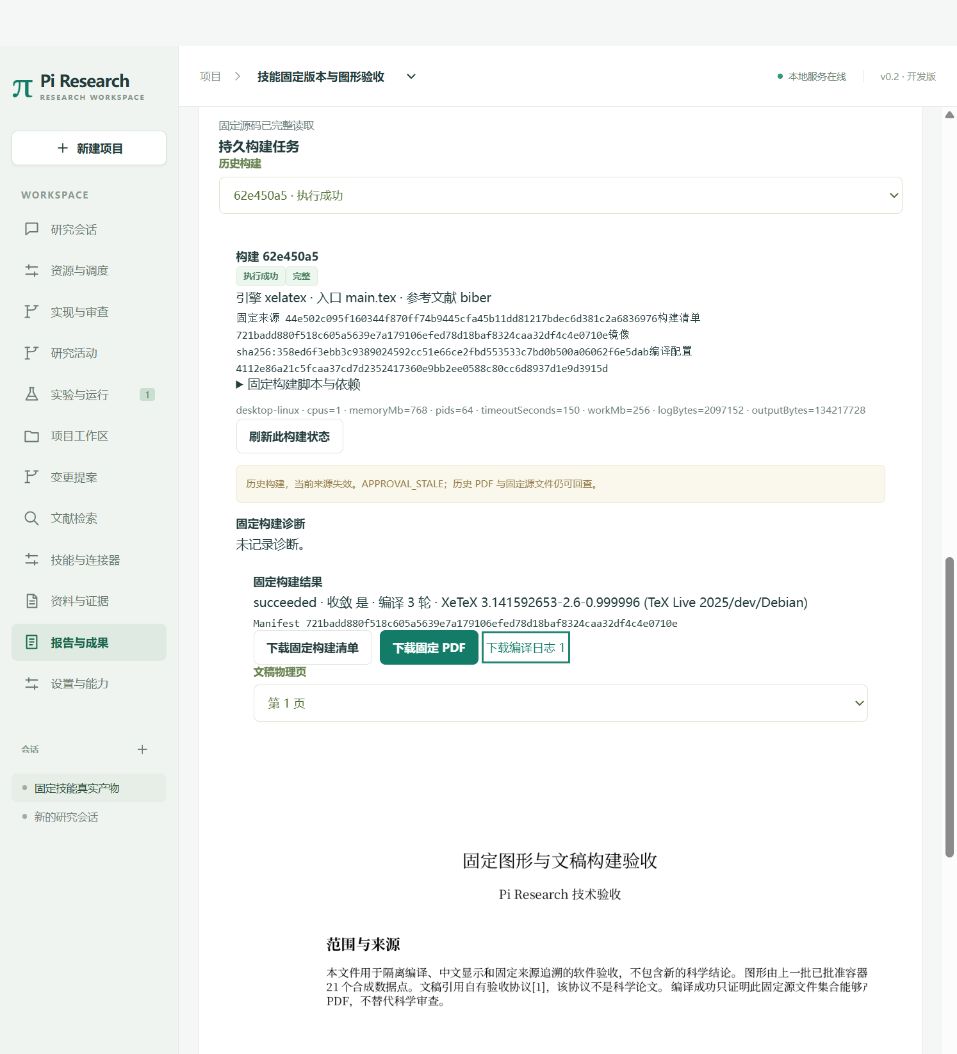 Pi Research
RESEARCH WORKSPACE
新建项目
WORKSPACE
研究会话
资源与调度
实现与审查
研究活动
实验与运行 1
项目工作区
变更提案
文献检索
技能与连接器
资料与证据
报告与成果
设置与能力
会话
固定技能真实产物
新的研究会话
项目 > 技能固定版本与图形验收
本地服务在线
v0.2 · 开发版
固定源码已完整读取
持久构建任务
历史构建
62e450a5 · 执行成功
构建 62e450a5
执行成功 完整
引擎 xelatex · 入口 main.tex · 参考文献 biber
固定来源 44e502c095f160344f870ff74b9445cfa45b11dd81217bdec6d381c2a6836976构建清单
721badd880f518c605a5639e7a179106efed78d18baf8324caa32df4c4e0710e镜像
sha256:358ed6f3ebb3c9389024592cc51e66ce2fbd553533c7bd0b500a06062f6e5dab编译配置
4112e86a21c5fcaa37cd7d2352417360e9bb2ee0588c80cc6d8937d1e9d3915d
固定构建脚本与依赖
desktop-linux · cpus=1 · memoryMb=768 · pids=64 · timeoutSeconds=150 · workMb=256 · logBytes=2097152 · outputBytes=134217728
刷新此构建状态
历史构建，当前来源失效。APPROVAL_STALE；历史 PDF 与固定源文件仍可回查。
固定构建诊断
未记录诊断。
固定构建结果
succeeded · 收敛 是 · 编译 3 轮 · XeTeX 3.141592653-2.6-0.999996 (TeX Live 2025/dev/Debian)
Manifest 721badd880f518c605a5639e7a179106efed78d18baf8324caa32df4c4e0710e
下载固定构建清单 下载固定 PDF 下载编译日志 1
文稿物理页
第 1 页
固定图形与文稿构建验收
Pi Research 技术验收
范围与来源
本文件用于隔离编译、中文显示和固定来源追溯的软件验收，不包含新的科学结论。 图形由上一批已批准容器
21 个合成数据点。文稿引用自有验收协议[1]，该协议不是科学论文。 编译成功只证明此固定源文件集合能够
PDF，不替代科学审查。